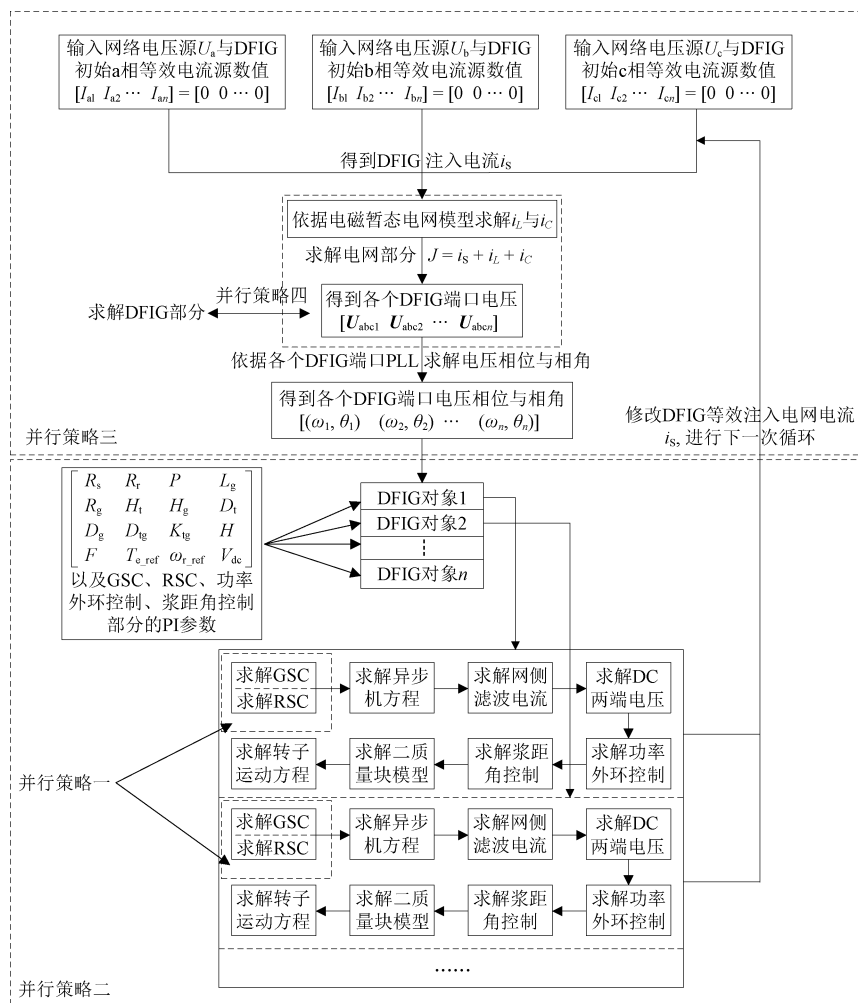 输入网络电压源Ua与DFIG
初始a相等效电流源数值
[Ia1 Ia2 … Ian] = [0 0 … 0]
输入网络电压源Ub与DFIG
初始b相等效电流源数值
[Ib1 Ib2 … Ibn] = [0 0 … 0]
输入网络电压源Uc与DFIG
初始c相等效电流源数值
[Ic1 Ic2 … Icn] = [0 0 … 0]
得到DFIG 注入电流iS
依据电磁暂态电网模型求解iL与iC
求解电网部分 J = iS + iL + iC
并行策略四
求解DFIG部分
得到各个DFIG端口电压
[Uabc1 Uabc2 … Uabcn]
依据各个DFIG端口PLL 求解电压相位与相角
得到各个DFIG端口电压相位与相角
[(ω1, θ1) (ω2, θ2) … (ωn, θn)]
修改DFIG等效注入电网电流
iS, 进行下一次循环
并行策略三
Rs Rr P Lg
Rg Ht Hg Dt
Dg Dtg Ktg H
F Te_ref ωr_ref Vdc
以及GSC、RSC、功率
外环控制、浆距角控制
部分的PI参数
DFIG对象1
DFIG对象2
⋮
DFIG对象n
求解GSC
求解RSC
求解异步
机方程
求解网侧
滤波电流
求解DC
两端电压
求解转子
运动方程
求解二质
量块模型
求解浆距
角控制
求解功率
外环控制
并行策略一
求解GSC
求解RSC
求解异步
机方程
求解网侧
滤波电流
求解DC
两端电压
求解转子
运动方程
求解二质
量块模型
求解浆距
角控制
求解功率
外环控制
……
并行策略二